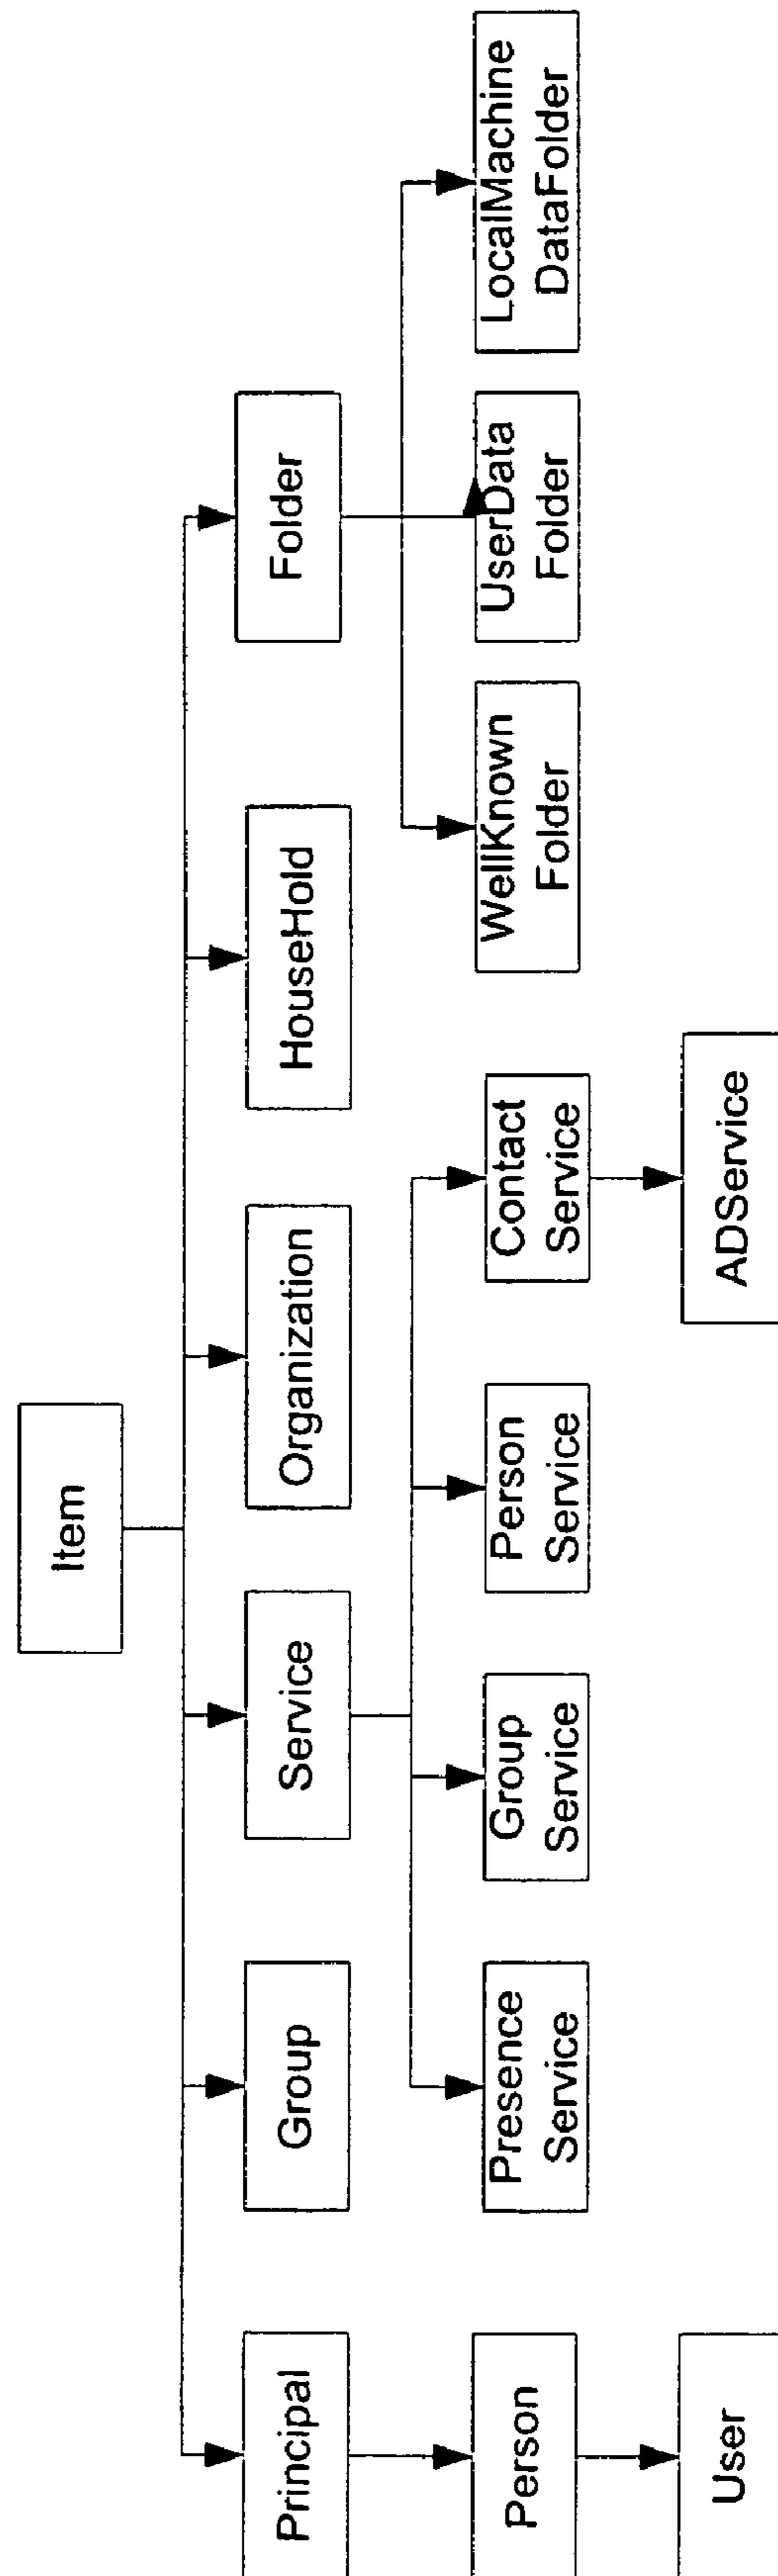 Item
Principal
Group
Service
Organization
HouseHold
Folder
Person
Presence
Service
Group
Service
Person
Service
Contact
Service
WellKnown
Folder
UserData
Folder
LocalMachine
DataFolder
User
ADService